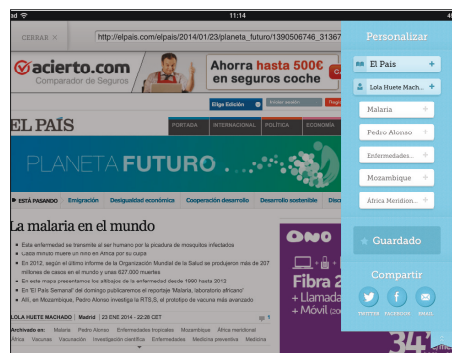 ad
11:14
CERRAR ×
http://elpais.com/elpais/2014/01/23/planeta_futuro/1390506746_31367
Personalizar
acierto.com
Comparador de Seguros
Ahorra hasta 500€
en seguros coche
El Pais +
Lola Huete Mach... +
Elige Edición
Iniciar sesión
Regís
Malaria +
EL PAÍS
PORTADA INTERNACIONAL POLÍTICA ECONOMÍA
Pedro Alonso +
PLANETA FUTURO
Enfermedades... +
Mozambique +
ESTÁ PASANDO Emigración Desigualdad económica Cooperación desarrollo Desarrollo sostenible
África Meridion... +
La malaria en el mundo
Esta enfermedad se transmite al ser humano por la picadura de mosquitos infectados
Cada minuto muere un niño en África por su culpa
En 2012, según el último informe de la Organización Mundial de la Salud se produjeron más de 207
millones de casos en el mundo y unas 627.000 muertes
En este mapa presentamos los altibajos de la enfermedad desde 1990 hasta 2012
En 'El País Semanal' del domingo publicaremos el reportaje 'Malaria, laboratorio africano'
Allí, en Mozambique, Pedro Alonso investiga la RTS,S, el prototipo de vacuna más avanzado
Guardado
ONO
Fibra 2
+ Llamada
+ Móvil (20
34
Compartir
TWITTER FACEBOOK EMAIL
LOLA HUETE MACHADO | Madrid | 23 ENE 2014 - 22:28 CET
1
Archivado en: Malaria Pedro Alonso Enfermedades tropicales Mozambique África meridional
África Vacunas Vacunación Investigación científica Enfermedades Medicina preventiva Medicina